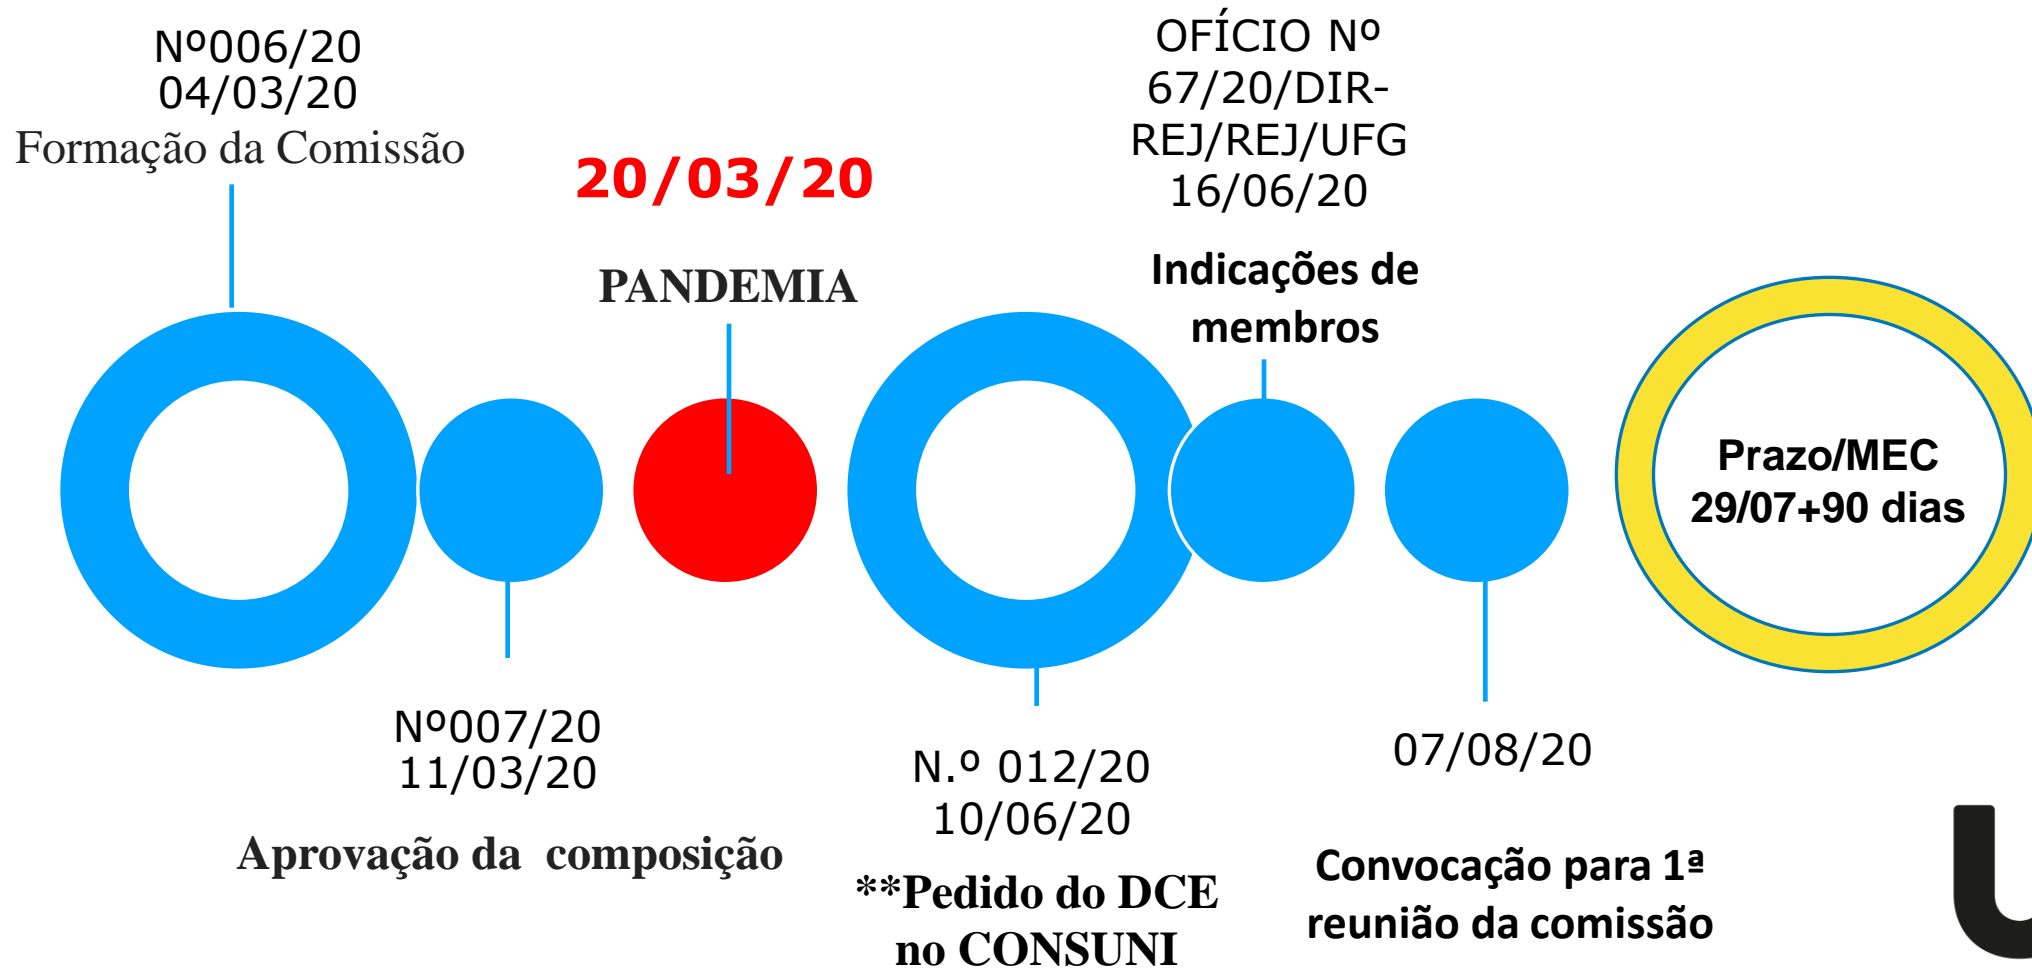 Nº006/20
04/03/20
Formação da Comissão
Nº007/20
11/03/20
Aprovação da composição
20/03/20
PANDEMIA
N.º 012/20
10/06/20
**Pedido do DCE
no CONSUNI
OFÍCIO Nº
67/20/DIR-
REJ/REJ/UFG
16/06/20
Indicações de
membros
07/08/20
Convocação para 1ª
reunião da comissão
Prazo/MEC
29/07+90 dias